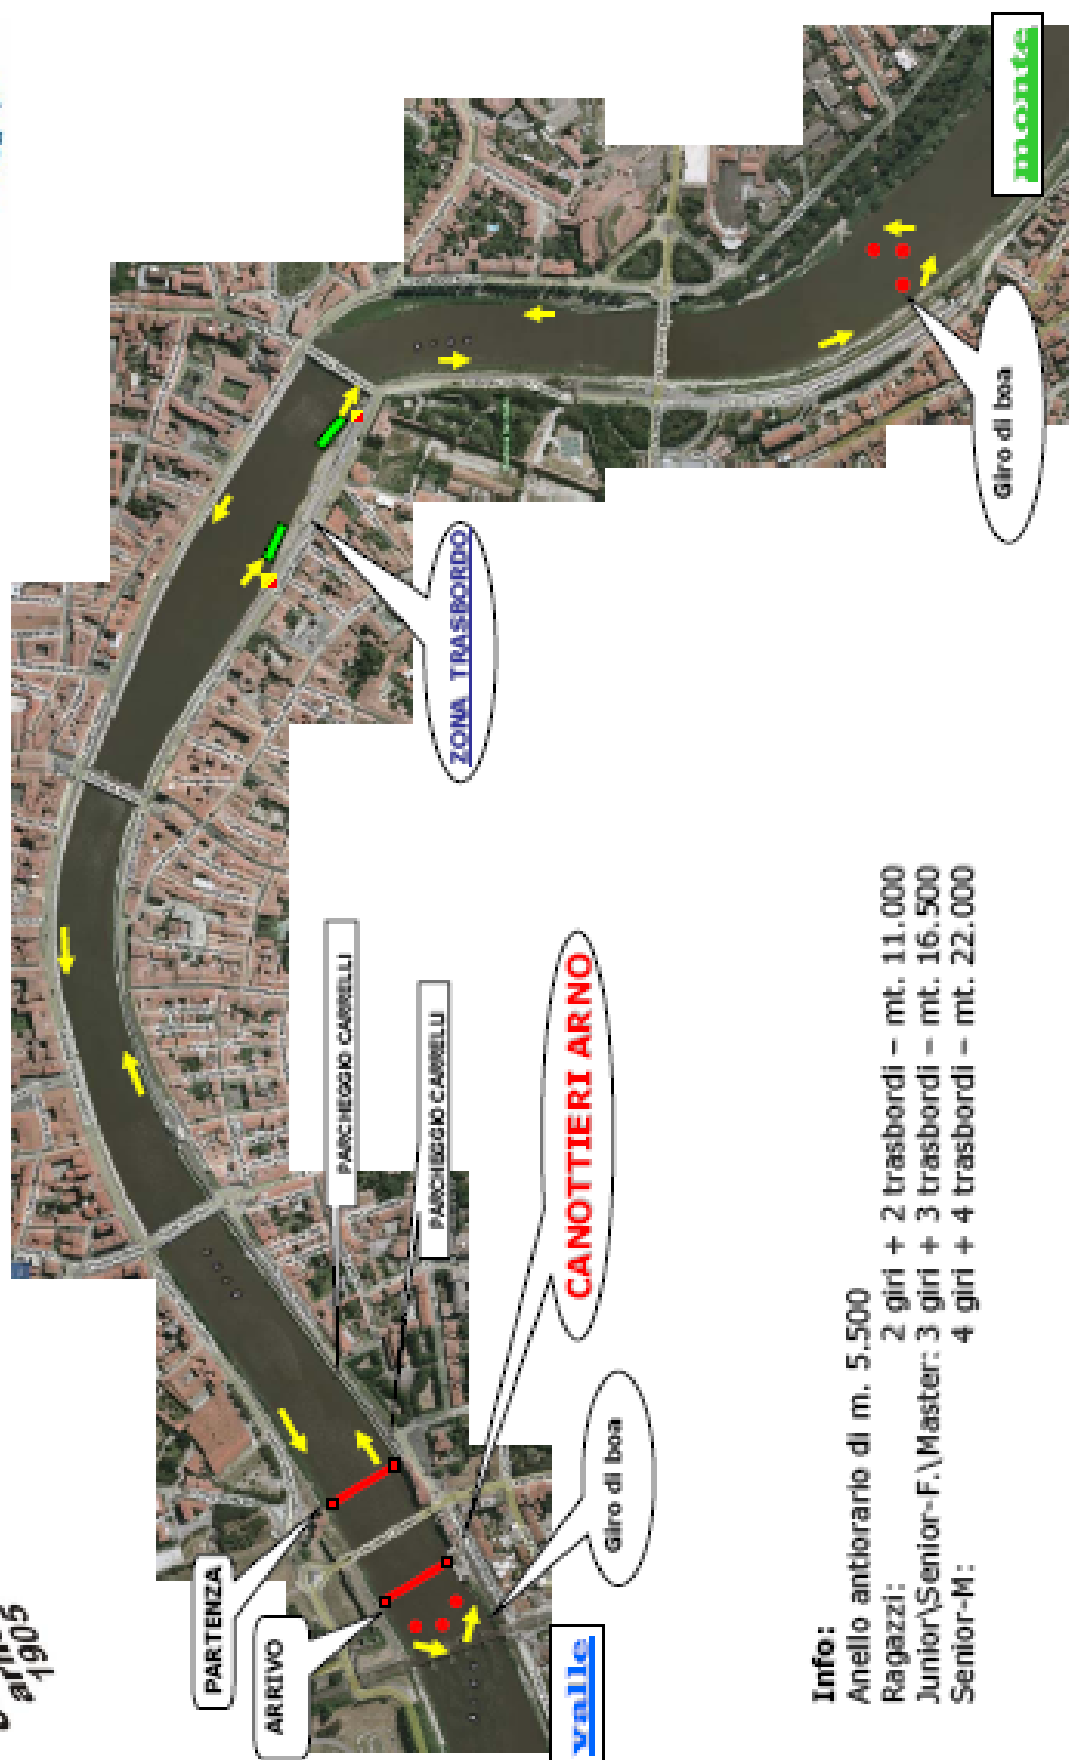 1905
PARTENZA
ARRIVO
valle
Giro di boa
CANOTTIERI ARNO
PARCHEGGIO CARRELLI
PARCHEGGIO CARRELLI
ZONA TRASBORDO
Giro di boa
monte
Info:
Anello antiorario di m. 5.500
Ragazzi: 2 giri + 2 trasbordi – mt. 11.000
Junior\Senior-F.\Master: 3 giri + 3 trasbordi – mt. 16.500
Senior-M: 4 giri + 4 trasbordi – mt. 22.000